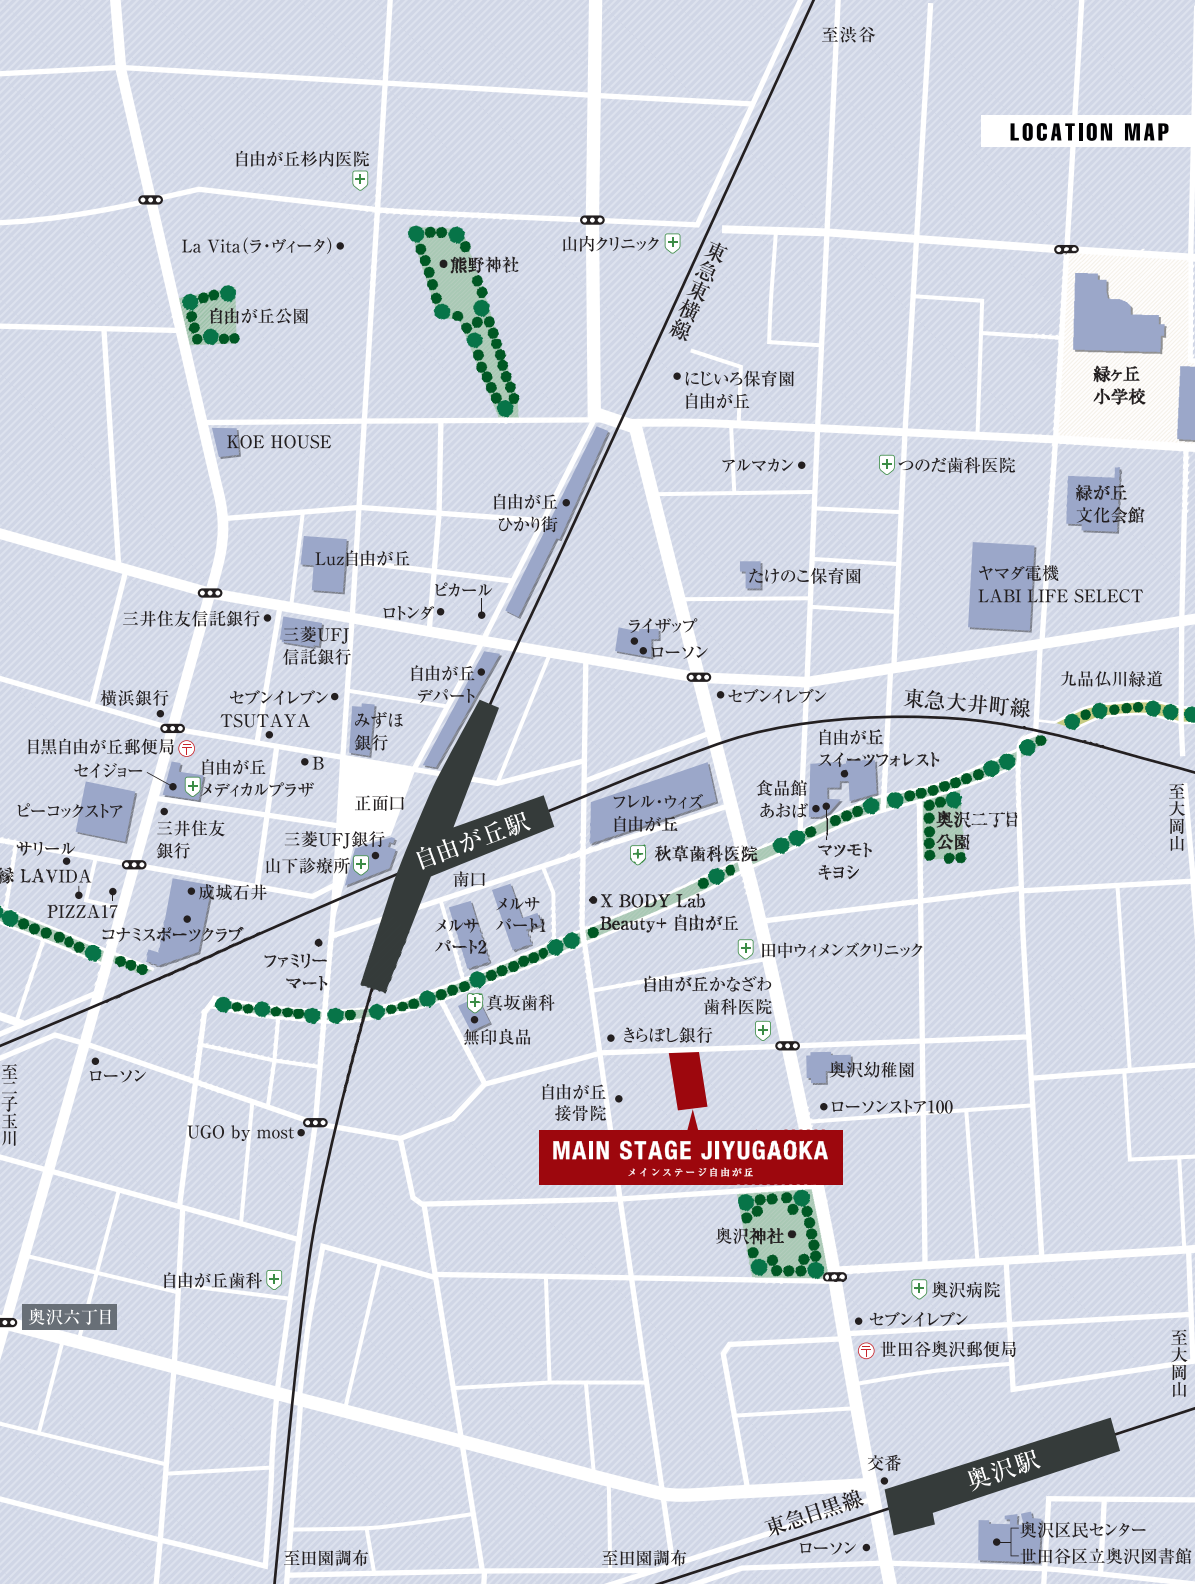 至渋谷
LOCATION MAP
自由が丘杉内医院
La Vita(ラ・ヴィータ)
山内クリニック
熊野神社
東急東横線
自由が丘公園
緑ヶ丘
小学校
にじいろ保育園
自由が丘
KOE HOUSE
アルマカン
つのだ歯科医院
自由が丘
ひかり街
緑が丘
文化会館
Luz自由が丘
たけのこ保育園
ヤマダ電機
LABI LIFE SELECT
ピカール
ロトンダ
三井住友信託銀行
三菱UFJ
信託銀行
ライザップ
ローソン
自由が丘
デパート
九品仏川緑道
横浜銀行
セブンイレブン
TSUTAYA
みずほ
銀行
セブンイレブン
東急大井町線
目黒自由が丘郵便局
セイジョー
自由が丘
メディカルプラザ
B
自由が丘
スイーツフォレスト
食品館
あおば
至大岡山
ピーコックストア
正面口
フレル・ウィズ
自由が丘
奥沢二丁目
公園
三井住友
銀行
三菱UFJ銀行
山下診療所
自由が丘駅
マツモト
キヨシ
サリール
縁 LAVIDA
PIZZA17
成城石井
南口
秋草歯科医院
コナミスポーツクラブ
メルサ
パート1
メルサ
パート2
X BODY Lab
Beauty+ 自由が丘
ファミリー
マート
田中ウィメンズクリニック
真坂歯科
無印良品
自由が丘かなざわ
歯科医院
きらぼし銀行
至二子玉川
ローソン
奥沢幼稚園
自由が丘
接骨院
ローソンストア100
UGO by most
MAIN STAGE JIYUGAOKA
メインステージ自由が丘
奥沢神社
自由が丘歯科
奥沢病院
奥沢六丁目
セブンイレブン
世田谷奥沢郵便局
至大岡山
交番
奥沢駅
東急目黒線
ローソン
奥沢区民センター
世田谷区立奥沢図書館
至田園調布
至田園調布